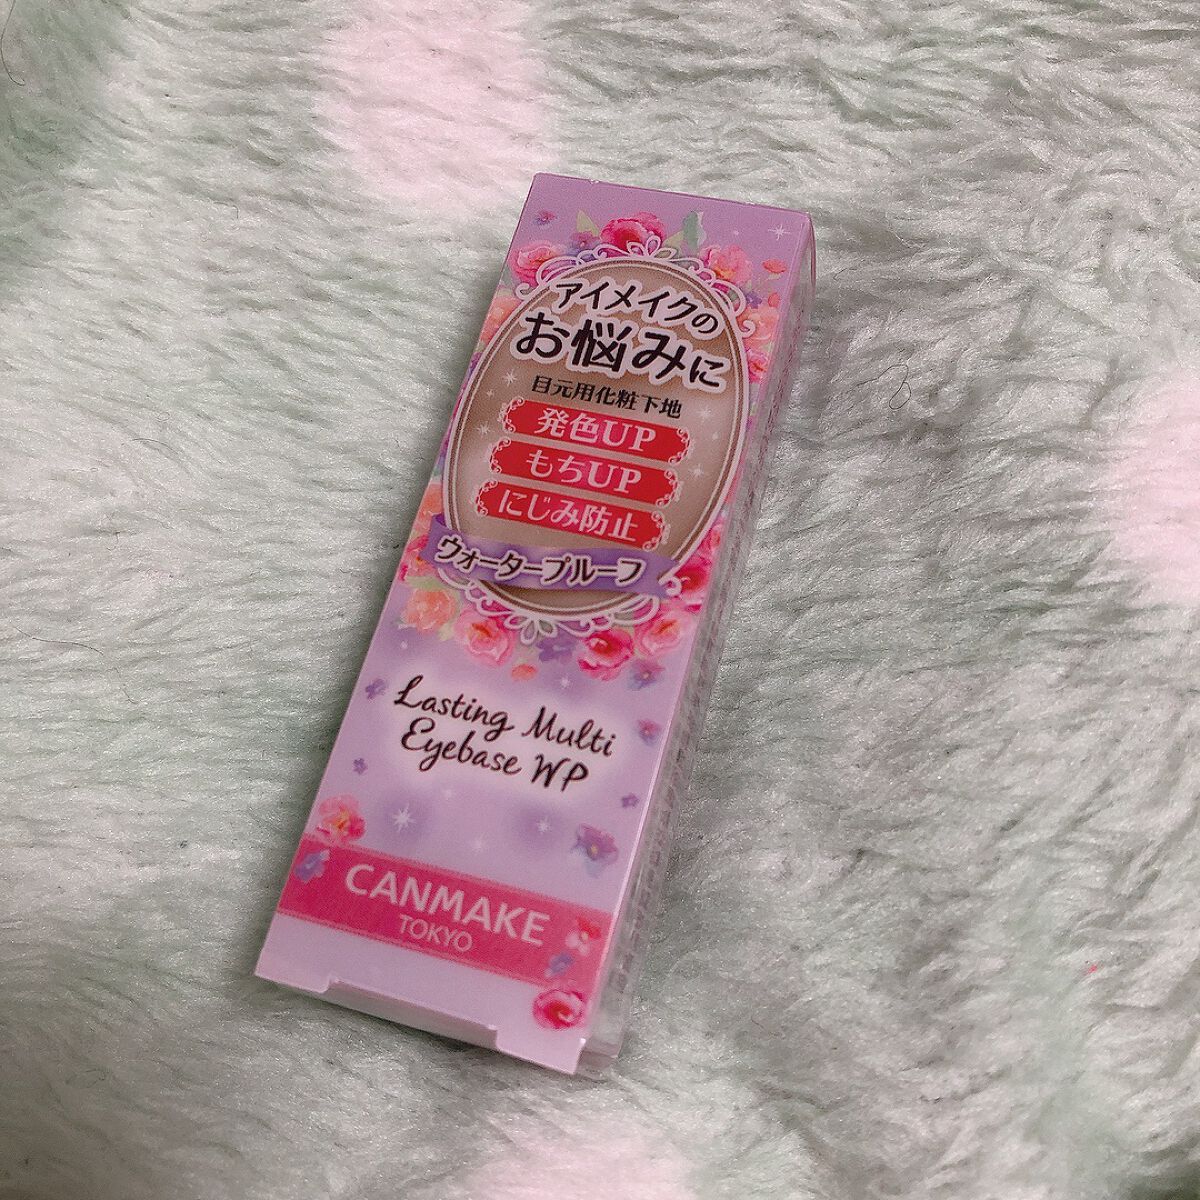 アイメイクの
お悩みに
目元用化粧下地
発色UP
もちUP
にじみ防止
ウォータープルーフ
Lasting Multi
Eyebase WP
CANMAKE
TOKYO